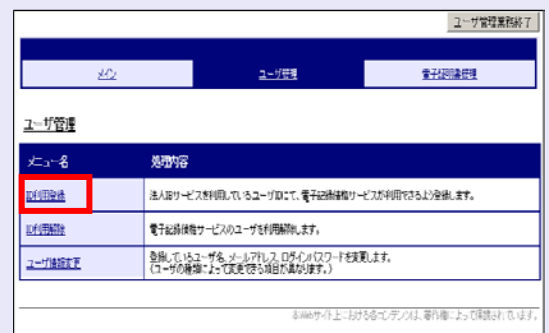 ユーザ管理業務終了
メイン
ユーザ管理
電子証明書管理
ユーザ管理
メニュー名
処理内容
ID利用登録
法人IBサービスを利用しているユーザIDにて、電子記録債権サービスが利用できるよう登録します。
ID利用解除
電子記録債権サービスのユーザを利用解除します。
ユーザ情報変更
登録しているユーザ名、メールアドレス、ログインパスワードを変更します。
（ユーザの種類によって変更できる項目が異なります。）
本Webサイト上における各コンテンツは、著作権によって保護されています。